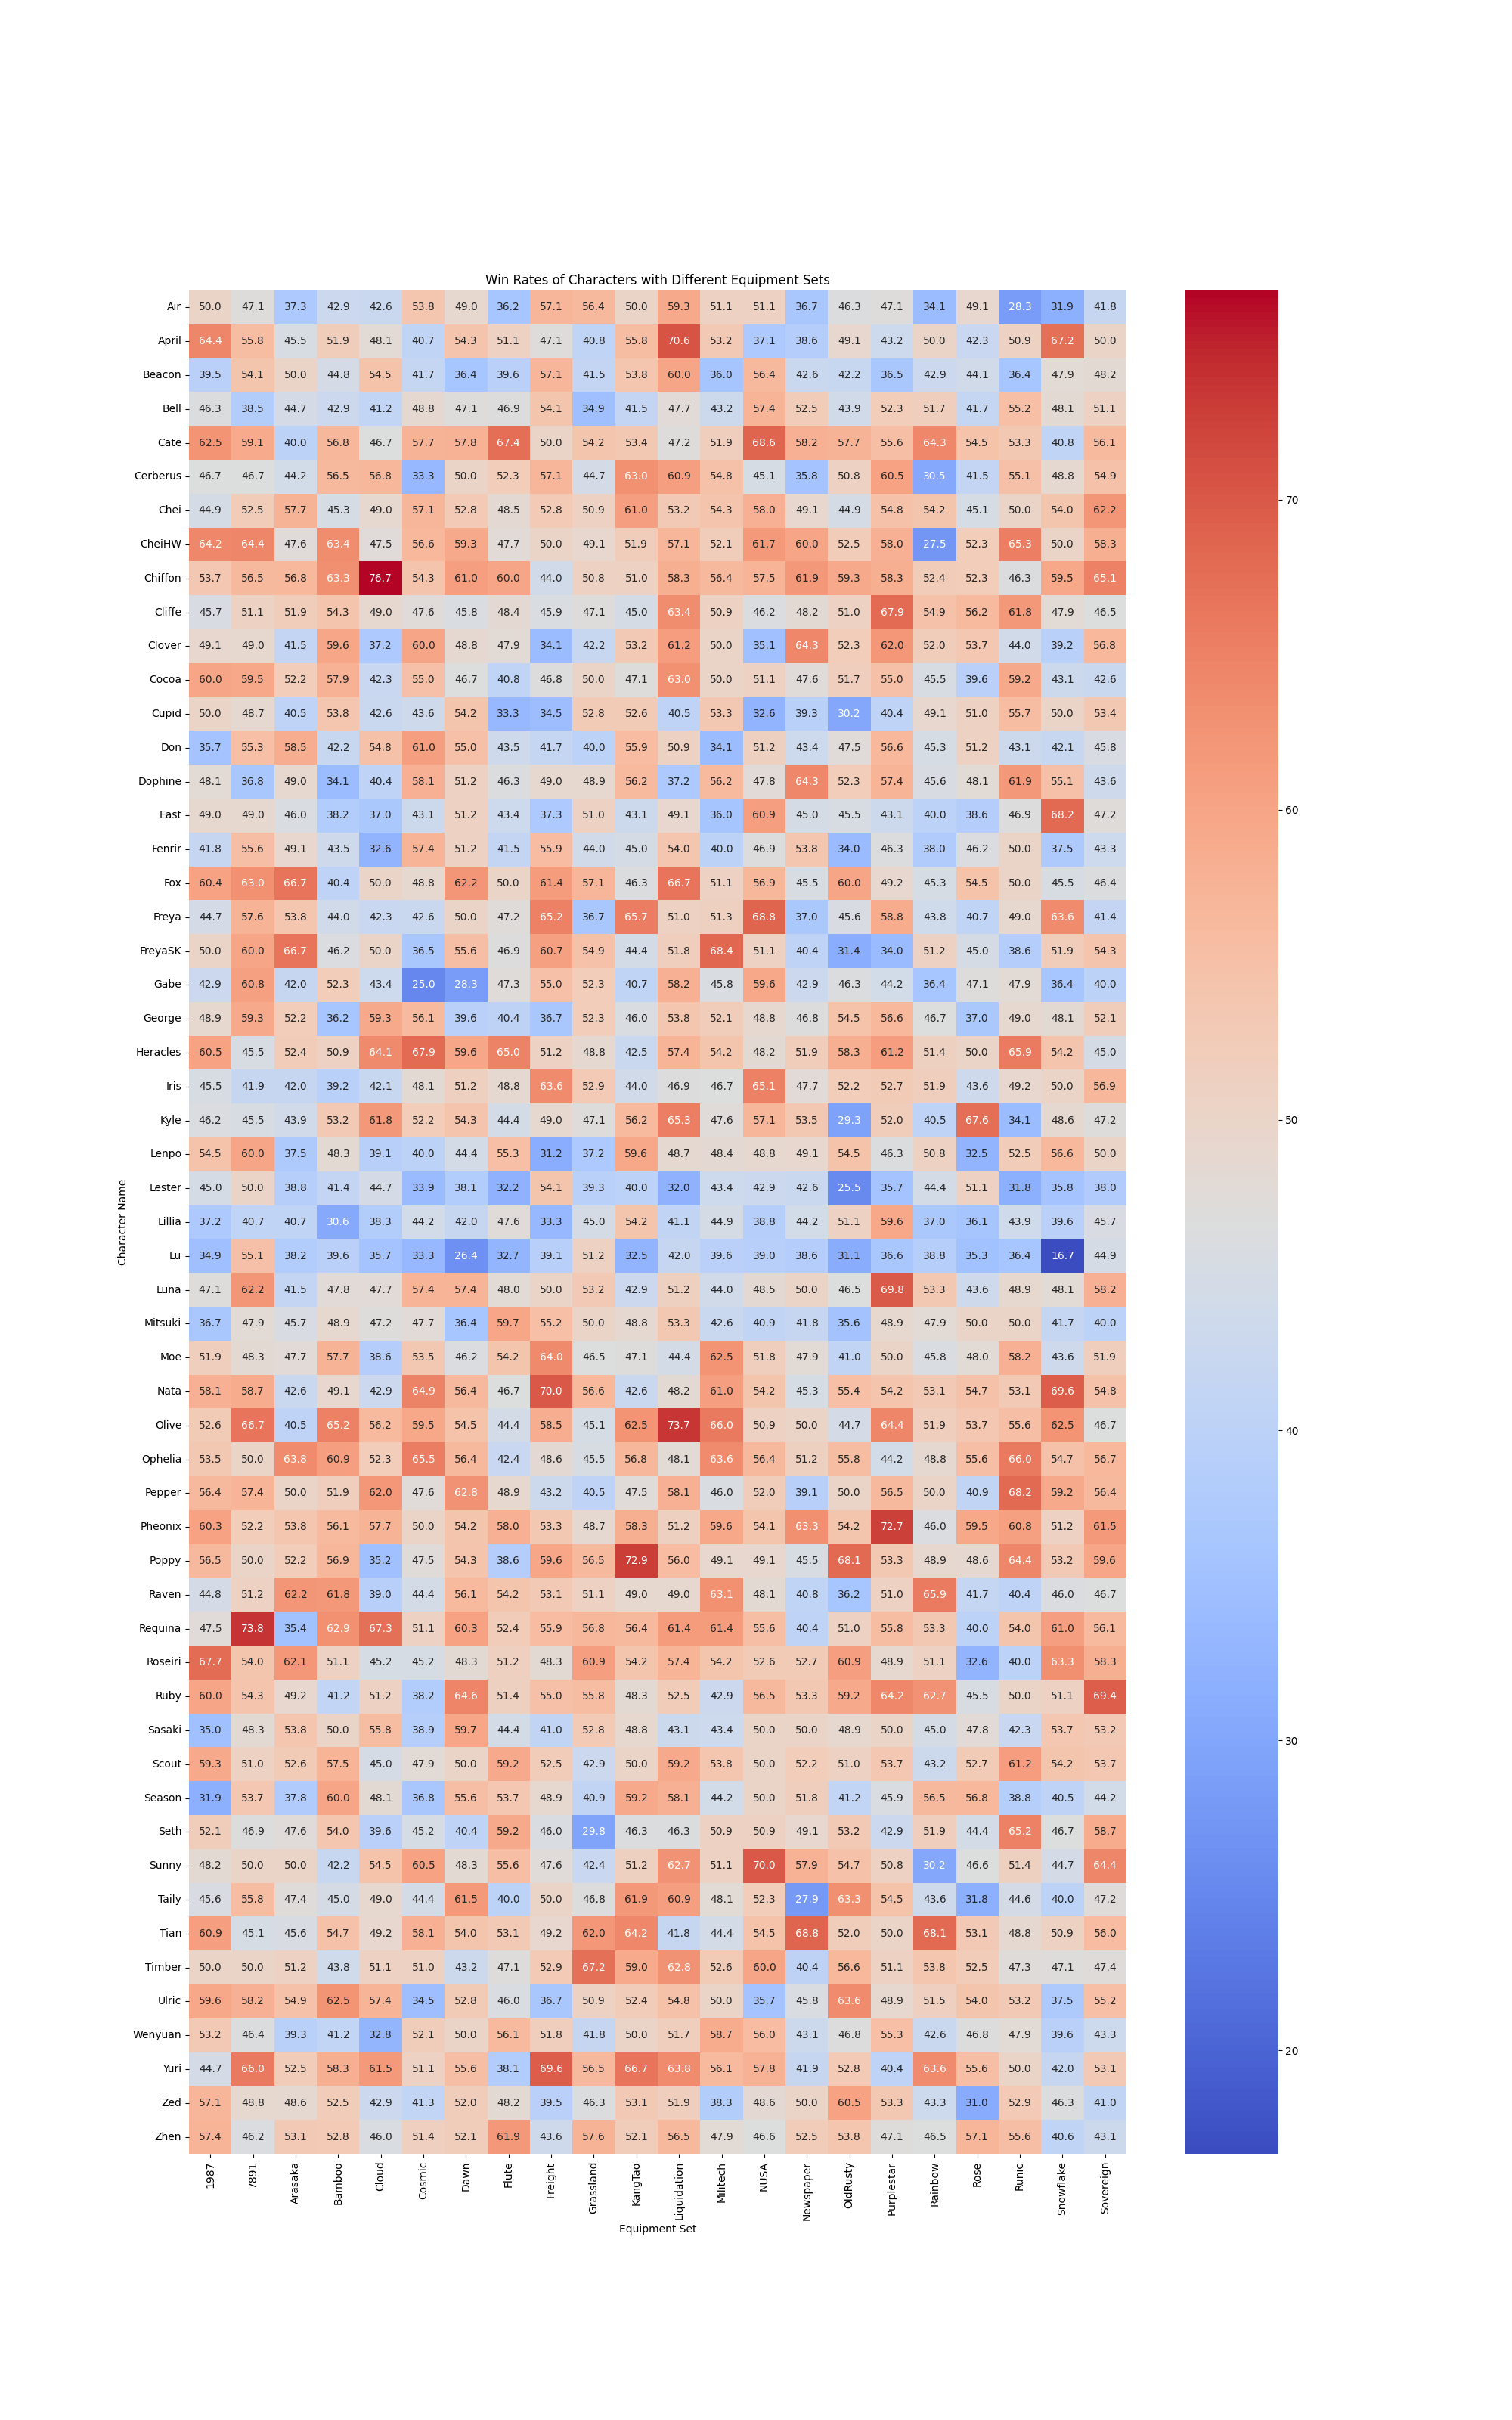 Win Rates of Characters with Different Equipment Sets
Air 50.0 47.1 37.3 42.9 42.6 53.8 49.0 36.2 57.1 56.4 50.0 59.3 51.1 51.1 36.7 46.3 47.1 34.1 49.1 28.3 31.9 41.8
April 64.4 55.8 45.5 51.9 48.1 40.7 54.3 51.1 47.1 40.8 55.8 70.6 53.2 37.1 38.6 49.1 43.2 50.0 42.3 50.9 67.2 50.0
Beacon 39.5 54.1 50.0 44.8 54.5 41.7 36.4 39.6 57.1 41.5 53.8 60.0 36.0 56.4 42.6 42.2 36.5 42.9 44.1 36.4 47.9 48.2
Bell 46.3 38.5 44.7 42.9 41.2 48.8 47.1 46.9 54.1 34.9 41.5 47.7 43.2 57.4 52.5 43.9 52.3 51.7 41.7 55.2 48.1 51.1
Cate 62.5 59.1 40.0 56.8 46.7 57.7 57.8 67.4 50.0 54.2 53.4 47.2 51.9 68.6 58.2 57.7 55.6 64.3 54.5 53.3 40.8 56.1
Cerberus 46.7 46.7 44.2 56.5 56.8 33.3 50.0 52.3 57.1 44.7 63.0 60.9 54.8 45.1 35.8 50.8 60.5 30.5 41.5 55.1 48.8 54.9
Chei 44.9 52.5 57.7 45.3 49.0 57.1 52.8 48.5 52.8 50.9 61.0 53.2 54.3 58.0 49.1 44.9 54.8 54.2 45.1 50.0 54.0 62.2
CheiHW 64.2 64.4 47.6 63.4 47.5 56.6 59.3 47.7 50.0 49.1 51.9 57.1 52.1 61.7 60.0 52.5 58.0 27.5 52.3 65.3 50.0 58.3
Chiffon 53.7 56.5 56.8 63.3 76.7 54.3 61.0 60.0 44.0 50.8 51.0 58.3 56.4 57.5 61.9 59.3 58.3 52.4 52.3 46.3 59.5 65.1
Cliffe 45.7 51.1 51.9 54.3 49.0 47.6 45.8 48.4 45.9 47.1 45.0 63.4 50.9 46.2 48.2 51.0 67.9 54.9 56.2 61.8 47.9 46.5
Clover 49.1 49.0 41.5 59.6 37.2 60.0 48.8 47.9 34.1 42.2 53.2 61.2 50.0 35.1 64.3 52.3 62.0 52.0 53.7 44.0 39.2 56.8
Cocoa 60.0 59.5 52.2 57.9 42.3 55.0 46.7 40.8 46.8 50.0 47.1 63.0 50.0 51.1 47.6 51.7 55.0 45.5 39.6 59.2 43.1 42.6
Cupid 50.0 48.7 40.5 53.8 42.6 43.6 54.2 33.3 34.5 52.8 52.6 40.5 53.3 32.6 39.3 30.2 40.4 49.1 51.0 55.7 50.0 53.4
Don 35.7 55.3 58.5 42.2 54.8 61.0 55.0 43.5 41.7 40.0 55.9 50.9 34.1 51.2 43.4 47.5 56.6 45.3 51.2 43.1 42.1 45.8
Dophine 48.1 36.8 49.0 34.1 40.4 58.1 51.2 46.3 49.0 48.9 56.2 37.2 56.2 47.8 64.3 52.3 57.4 45.6 48.1 61.9 55.1 43.6
East 49.0 49.0 46.0 38.2 37.0 43.1 51.2 43.4 37.3 51.0 43.1 49.1 36.0 60.9 45.0 45.5 43.1 40.0 38.6 46.9 68.2 47.2
Fenrir 41.8 55.6 49.1 43.5 32.6 57.4 51.2 41.5 55.9 44.0 45.0 54.0 40.0 46.9 53.8 34.0 46.3 38.0 46.2 50.0 37.5 43.3
Fox 60.4 63.0 66.7 40.4 50.0 48.8 62.2 50.0 61.4 57.1 46.3 66.7 51.1 56.9 45.5 60.0 49.2 45.3 54.5 50.0 45.5 46.4
Freya 44.7 57.6 53.8 44.0 42.3 42.6 50.0 47.2 65.2 36.7 65.7 51.0 51.3 68.8 37.0 45.6 58.8 43.8 40.7 49.0 63.6 41.4
FreyaSK 50.0 60.0 66.7 46.2 50.0 36.5 55.6 46.9 60.7 54.9 44.4 51.8 68.4 51.1 40.4 31.4 34.0 51.2 45.0 38.6 51.9 54.3
Gabe 42.9 60.8 42.0 52.3 43.4 25.0 28.3 47.3 55.0 52.3 40.7 58.2 45.8 59.6 42.9 46.3 44.2 36.4 47.1 47.9 36.4 40.0
George 48.9 59.3 52.2 36.2 59.3 56.1 39.6 40.4 36.7 52.3 46.0 53.8 52.1 48.8 46.8 54.5 56.6 46.7 37.0 49.0 48.1 52.1
Heracles 60.5 45.5 52.4 50.9 64.1 67.9 59.6 65.0 51.2 48.8 42.5 57.4 54.2 48.2 51.9 58.3 61.2 51.4 50.0 65.9 54.2 45.0
Iris 45.5 41.9 42.0 39.2 42.1 48.1 51.2 48.8 63.6 52.9 44.0 46.9 46.7 65.1 47.7 52.2 52.7 51.9 43.6 49.2 50.0 56.9
Kyle 46.2 45.5 43.9 53.2 61.8 52.2 54.3 44.4 49.0 47.1 56.2 65.3 47.6 57.1 53.5 29.3 52.0 40.5 67.6 34.1 48.6 47.2
Lenpo 54.5 60.0 37.5 48.3 39.1 40.0 44.4 55.3 31.2 37.2 59.6 48.7 48.4 48.8 49.1 54.5 46.3 50.8 32.5 52.5 56.6 50.0
Lester 45.0 50.0 38.8 41.4 44.7 33.9 38.1 32.2 54.1 39.3 40.0 32.0 43.4 42.9 42.6 25.5 35.7 44.4 51.1 31.8 35.8 38.0
Lillia 37.2 40.7 40.7 30.6 38.3 44.2 42.0 47.6 33.3 45.0 54.2 41.1 44.9 38.8 44.2 51.1 59.6 37.0 36.1 43.9 39.6 45.7
Lu 34.9 55.1 38.2 39.6 35.7 33.3 26.4 32.7 39.1 51.2 32.5 42.0 39.6 39.0 38.6 31.1 36.6 38.8 35.3 36.4 16.7 44.9
Luna 47.1 62.2 41.5 47.8 47.7 57.4 57.4 48.0 50.0 53.2 42.9 51.2 44.0 48.5 50.0 46.5 69.8 53.3 43.6 48.9 48.1 58.2
Mitsuki 36.7 47.9 45.7 48.9 47.2 47.7 36.4 59.7 55.2 50.0 48.8 53.3 42.6 40.9 41.8 35.6 48.9 47.9 50.0 50.0 41.7 40.0
Moe 51.9 48.3 47.7 57.7 38.6 53.5 46.2 54.2 64.0 46.5 47.1 44.4 62.5 51.8 47.9 41.0 50.0 45.8 48.0 58.2 43.6 51.9
Nata 58.1 58.7 42.6 49.1 42.9 64.9 56.4 46.7 70.0 56.6 42.6 48.2 61.0 54.2 45.3 55.4 54.2 53.1 54.7 53.1 69.6 54.8
Olive 52.6 66.7 40.5 65.2 56.2 59.5 54.5 44.4 58.5 45.1 62.5 73.7 66.0 50.9 50.0 44.7 64.4 51.9 53.7 55.6 62.5 46.7
Ophelia 53.5 50.0 63.8 60.9 52.3 65.5 56.4 42.4 48.6 45.5 56.8 48.1 63.6 56.4 51.2 55.8 44.2 48.8 55.6 66.0 54.7 56.7
Pepper 56.4 57.4 50.0 51.9 62.0 47.6 62.8 48.9 43.2 40.5 47.5 58.1 46.0 52.0 39.1 50.0 56.5 50.0 40.9 68.2 59.2 56.4
Pheonix 60.3 52.2 53.8 56.1 57.7 50.0 54.2 58.0 53.3 48.7 58.3 51.2 59.6 54.1 63.3 54.2 72.7 46.0 59.5 60.8 51.2 61.5
Poppy 56.5 50.0 52.2 56.9 35.2 47.5 54.3 38.6 59.6 56.5 72.9 56.0 49.1 49.1 45.5 68.1 53.3 48.9 48.6 64.4 53.2 59.6
Raven 44.8 51.2 62.2 61.8 39.0 44.4 56.1 54.2 53.1 51.1 49.0 49.0 63.1 48.1 40.8 36.2 51.0 65.9 41.7 40.4 46.0 46.7
Requina 47.5 73.8 35.4 62.9 67.3 51.1 60.3 52.4 55.9 56.8 56.4 61.4 61.4 55.6 40.4 51.0 55.8 53.3 40.0 54.0 61.0 56.1
Roseiri 67.7 54.0 62.1 51.1 45.2 45.2 48.3 51.2 48.3 60.9 54.2 57.4 54.2 52.6 52.7 60.9 48.9 51.1 32.6 40.0 63.3 58.3
Ruby 60.0 54.3 49.2 41.2 51.2 38.2 64.6 51.4 55.0 55.8 48.3 52.5 42.9 56.5 53.3 59.2 64.2 62.7 45.5 50.0 51.1 69.4
Sasaki 35.0 48.3 53.8 50.0 55.8 38.9 59.7 44.4 41.0 52.8 48.8 43.1 43.4 50.0 50.0 48.9 50.0 45.0 47.8 42.3 53.7 53.2
Scout 59.3 51.0 52.6 57.5 45.0 47.9 50.0 59.2 52.5 42.9 50.0 59.2 53.8 50.0 52.2 51.0 53.7 43.2 52.7 61.2 54.2 53.7
Season 31.9 53.7 37.8 60.0 48.1 36.8 55.6 53.7 48.9 40.9 59.2 58.1 44.2 50.0 51.8 41.2 45.9 56.5 56.8 38.8 40.5 44.2
Seth 52.1 46.9 47.6 54.0 39.6 45.2 40.4 59.2 46.0 29.8 46.3 46.3 50.9 50.9 49.1 53.2 42.9 51.9 44.4 65.2 46.7 58.7
Sunny 48.2 50.0 50.0 42.2 54.5 60.5 48.3 55.6 47.6 42.4 51.2 62.7 51.1 70.0 57.9 54.7 50.8 30.2 46.6 51.4 44.7 64.4
Taily 45.6 55.8 47.4 45.0 49.0 44.4 61.5 40.0 50.0 46.8 61.9 60.9 48.1 52.3 27.9 63.3 54.5 43.6 31.8 44.6 40.0 47.2
Tian 60.9 45.1 45.6 54.7 49.2 58.1 54.0 53.1 49.2 62.0 64.2 41.8 44.4 54.5 68.8 52.0 50.0 68.1 53.1 48.8 50.9 56.0
Timber 50.0 50.0 51.2 43.8 51.1 51.0 43.2 47.1 52.9 67.2 59.0 62.8 52.6 60.0 40.4 56.6 51.1 53.8 52.5 47.3 47.1 47.4
Ulric 59.6 58.2 54.9 62.5 57.4 34.5 52.8 46.0 36.7 50.9 52.4 54.8 50.0 35.7 45.8 63.6 48.9 51.5 54.0 53.2 37.5 55.2
Wenyuan 53.2 46.4 39.3 41.2 32.8 52.1 50.0 56.1 51.8 41.8 50.0 51.7 58.7 56.0 43.1 46.8 55.3 42.6 46.8 47.9 39.6 43.3
Yuri 44.7 66.0 52.5 58.3 61.5 51.1 55.6 38.1 69.6 56.5 66.7 63.8 56.1 57.8 41.9 52.8 40.4 63.6 55.6 50.0 42.0 53.1
Zed 57.1 48.8 48.6 52.5 42.9 41.3 52.0 48.2 39.5 46.3 53.1 51.9 38.3 48.6 50.0 60.5 53.3 43.3 31.0 52.9 46.3 41.0
Zhen 57.4 46.2 53.1 52.8 46.0 51.4 52.1 61.9 43.6 57.6 52.1 56.5 47.9 46.6 52.5 53.8 47.1 46.5 57.1 55.6 40.6 43.1
1987 7891 Arasaka Bamboo Cloud Cosmic Dawn Flute Freight Grassland KangTao Liquidation Militech NUSA Newspaper OldRusty Purplestar Rainbow Rose Runic Snowflake Sovereign
Equipment Set
Character Name
70
60
50
40
30
20